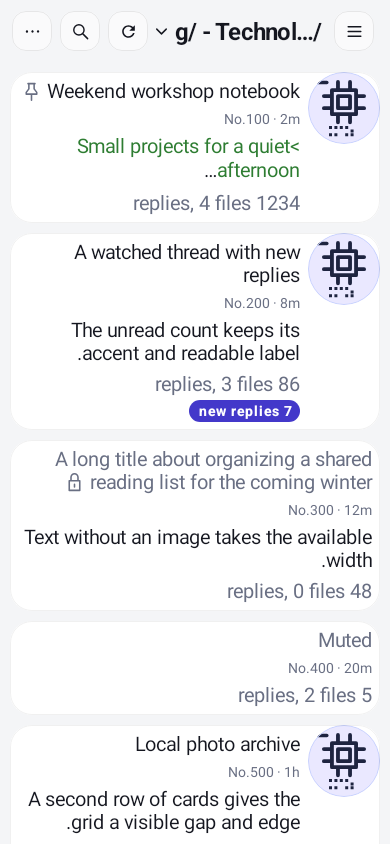 g/ - Technol.../
Weekend workshop notebook
No.100 · 2m
Small projects for a quiet<
...afternoon
replies, 4 files 1234
A watched thread with new
replies
No.200 · 8m
The unread count keeps its
.accent and readable label
replies, 3 files 86
new replies 7
A long title about organizing a shared
reading list for the coming winter
No.300 · 12m
Text without an image takes the available
.width
replies, 0 files 48
Muted
No.400 · 20m
replies, 2 files 5
Local photo archive
No.500 · 1h
A second row of cards gives the
.grid a visible gap and edge